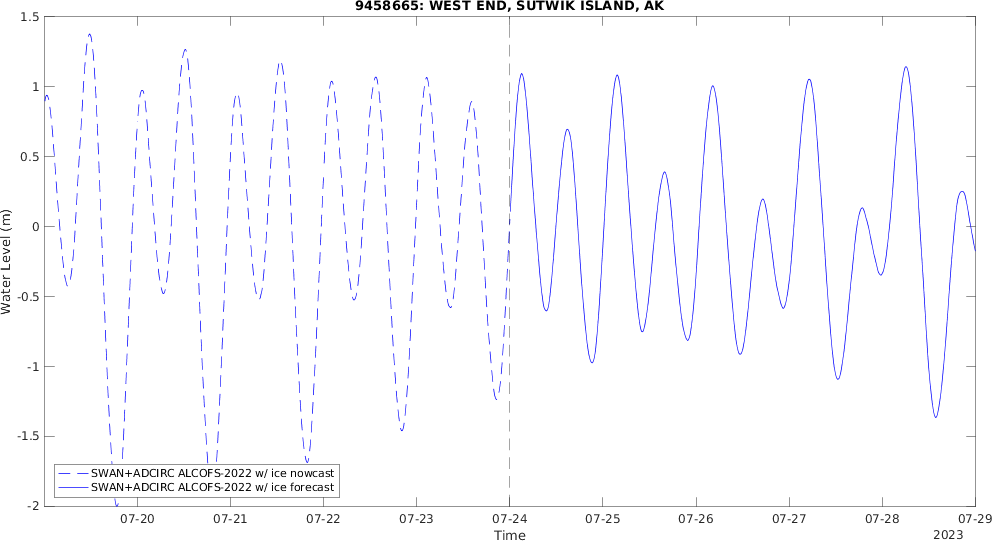 9458665: WEST END, SUTWIK ISLAND, AK
1.5
1
0.5
0
-0.5
-1
-1.5
-2
Water Level (m)
SWAN+ADCIRC ALCOFS-2022 w/ ice nowcast
SWAN+ADCIRC ALCOFS-2022 w/ ice forecast
07-20 07-21 07-22 07-23 07-24 07-25 07-26 07-27 07-28 07-29
Time
2023